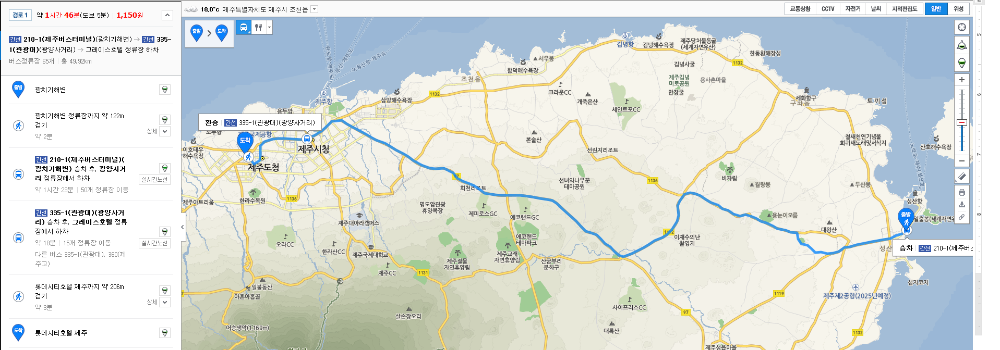 경로 1 약 1시간 46분(도보 5분) 1,150원
간선 210-1(제주버스터미널)(광치기해변) → 간선 335-
1(관광대)(광양사거리) → 그레이스호텔 정류장 하차
버스정류장 65개 총 49.92km
출발 광치기해변
광치기해변 정류장까지 약 122m
걷기
약 2분
상세
간선 210-1(제주버스터미널)(
광치기해변) 승차 후, 광양사거
리 정류장에서 하차
약 1시간 23분 50개 정류장 이동
실시간노선
간선 335-1(관광대)(광양사거
리) 승차 후, 그레이스호텔 정류
장에서 하차
약 18분 15개 정류장 이동
실시간노선
다른 버스 335-1(관광대), 360(제
주고)
롯데시티호텔 제주까지 약 206m
걷기
약 3분
상세
도착 롯데시티호텔 제주
18,0°c 제주특별자치도 제주시 조천읍
교통상황 CCTV 자전거 날씨 지적편집도 일반 위성
출발 > 도착
김녕항
김녕해수욕장
제주당처물동굴
(세계자연유산)
한동환해장성
1132
서우봉
함덕해수욕장
김녕사굴
제주김녕
미로공원
용사촌마을
만장굴
조천읍
크라운CC
개죽은산
세인트포CC
세화항구
구좌읍
토끼섬
제주항
삼양해수욕장
1132
용두암
환승 간선 335-1(관광대)(광양사거리)
도두항
제주국제공항
도착
이호테우
해수욕장
제주시청
제주도청
본술산
선린지리조트
철새천연기념물
희귀새도래및서식지
산호해수욕장
97
회천리조트
선녀와나무꾼
테마공원
1136
비자림
월랑봉
두산봉
성산항
제주아트리움
한라수목원
1136
명도암관광
휴양목장
제피로스GC
에코랜드GC
용눈이오름
출발
일출봉(세계자연유
제주대아라캠퍼스
대왕산
1112
이재수의난
촬영지
에코랜드
테마파크
오라CC
한라산CC
제주국제대학교
제주절물
자연휴양림
제주교래
자연휴양림
산굼부리
분화구
성산
승차 간선 210-1(제주버스
제주CC
1131
일불동산
아흔아홉골
섭지코지
1119
제주제2공항(2025년예정)
살손장오리
사이프러스CC
97
대록산
어승생악(1,169m)
1132
제주성읍마을